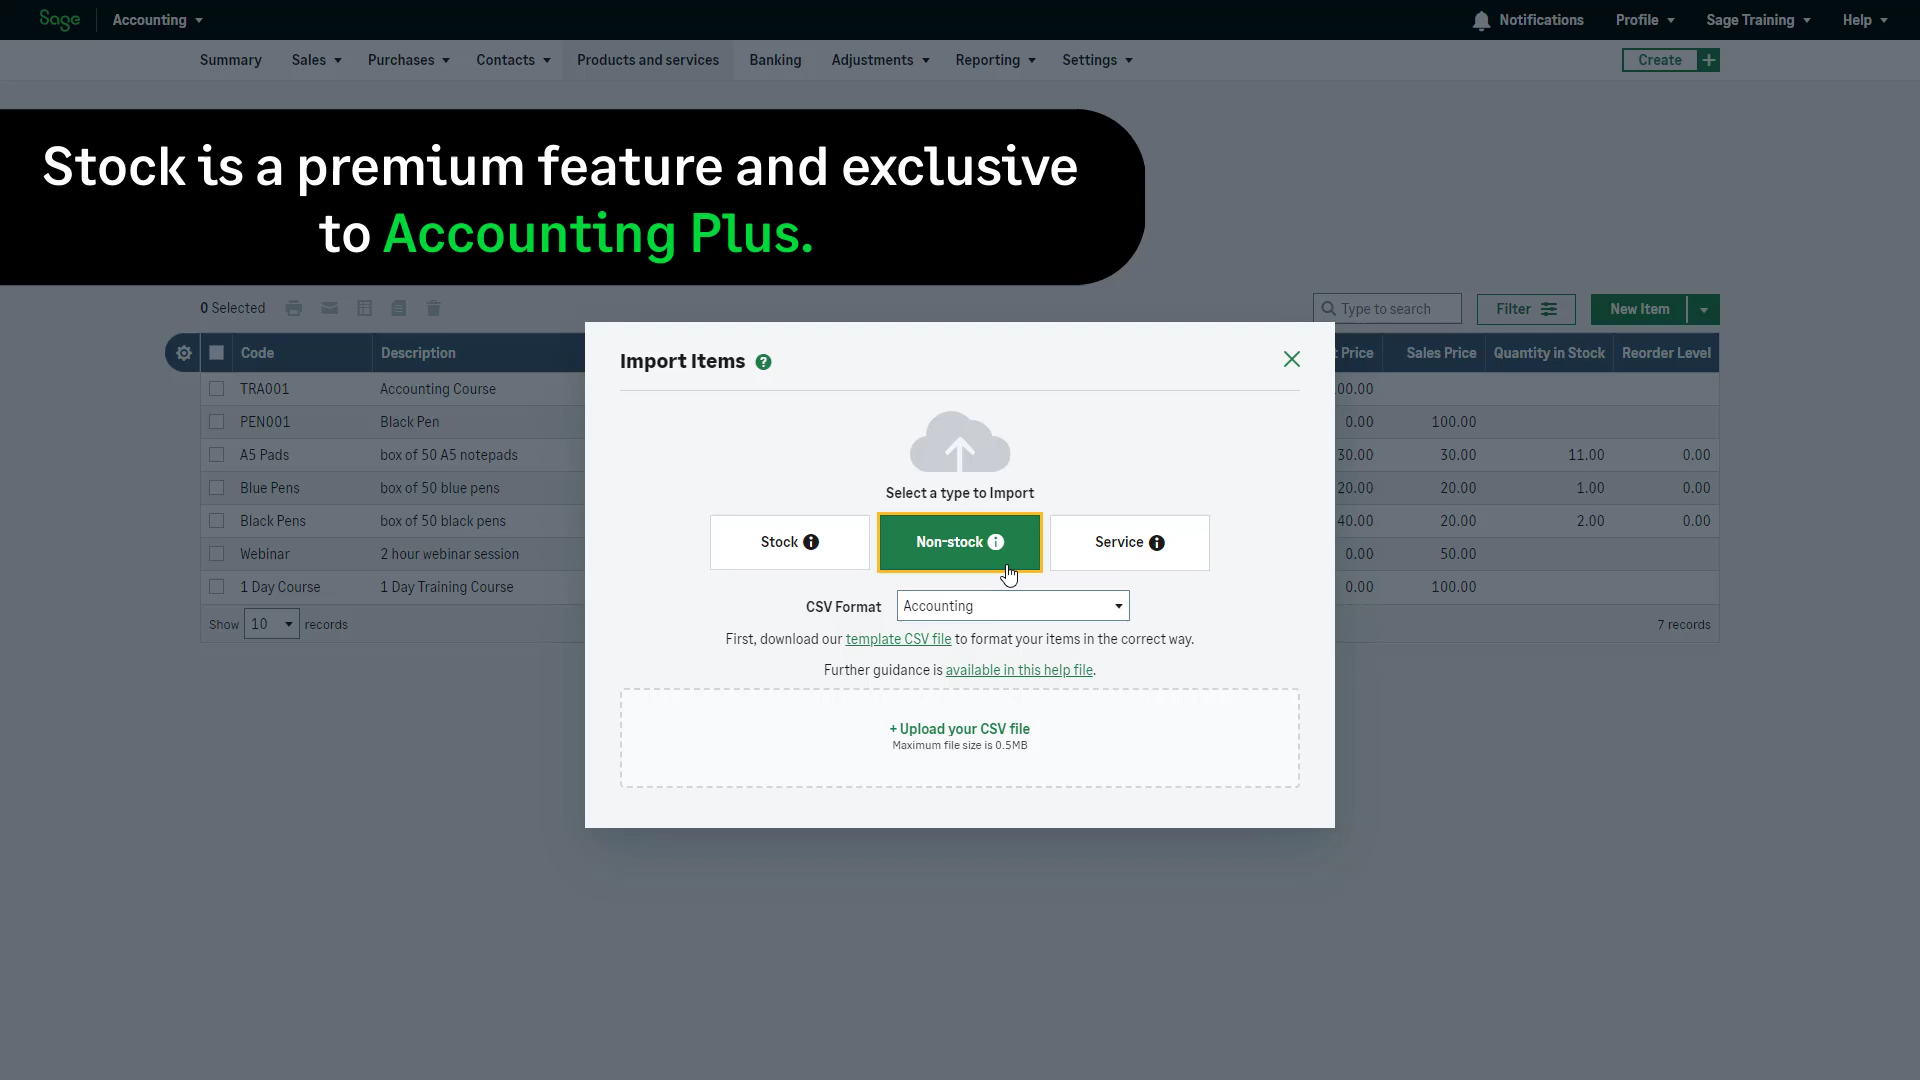 Sage Accounting Notifications Profile Sage Training Help
Summary Sales Purchases Contacts Products and services Banking Adjustments Reporting Settings Create +
Stock is a premium feature and exclusive
to Accounting Plus.
0 Selected Type to search Filter New Item
Code Description t Price Sales Price Quantity in Stock Reorder Level
TRA001 Accounting Course 00.00
PEN001 Black Pen 0.00 100.00
A5 Pads box of 50 A5 notepads 30.00 30.00 11.00 0.00
Blue Pens box of 50 blue pens 20.00 20.00 1.00 0.00
Black Pens box of 50 black pens 40.00 20.00 2.00 0.00
Webinar 2 hour webinar session 0.00 50.00
1 Day Course 1 Day Training Course 0.00 100.00
Show 10 records 7 records
Import Items ?
Select a type to Import
Stock i Non-stock i Service i
CSV Format Accounting
First, download our template CSV file to format your items in the correct way.
Further guidance is available in this help file.
+ Upload your CSV file
Maximum file size is 0.5MB